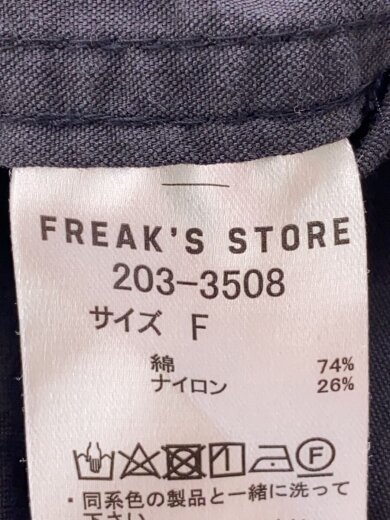 FREAK'S STORE
203-3508
サイズ F
綿 74%
ナイロン 26%
・同系色の製品と一緒に洗って
下さい